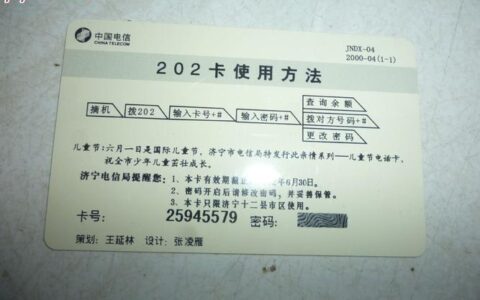 中国电信
CHINA TELECOM
JNDX-04
2000-04(1-1)
202卡使用方法
摘机 拨202 输入卡号+# 输入密码+# 查询余额
拨对方号码+#
更改密码
儿童节:六月一日是国际儿童节,济宁市电信局特发行此亲情系列—儿童节电话卡,
祝全市少年儿童茁壮成长。
济宁电信局提醒您:1、本卡有效期截止 年6月30日。
2、密码开启后请修改密码,并妥善保管。
3、本卡只限济宁十二县市区使用。
卡号: 25945579 密码:
策划:王延林 设计:张凌雁